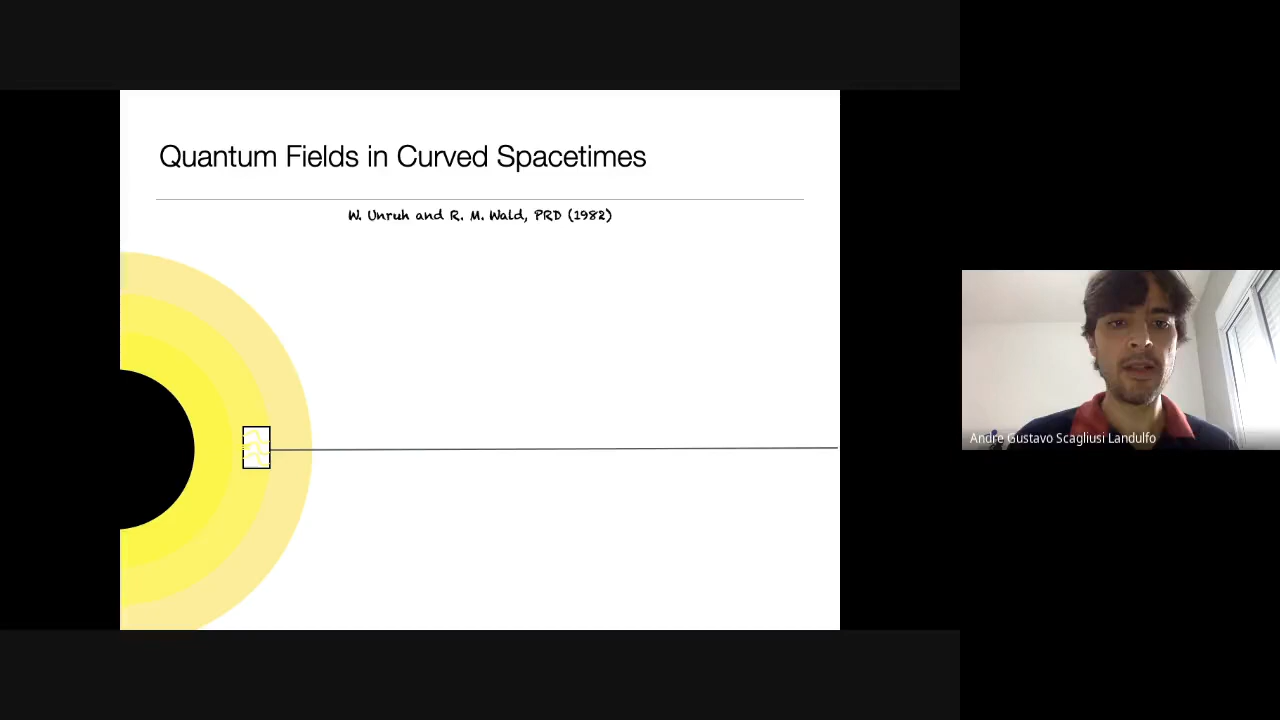 Quantum Fields in Curved Spacetimes
W. Unruh and R. M. Wald, PRD (1982)
Andre Gustavo Scagliusi Landulfo